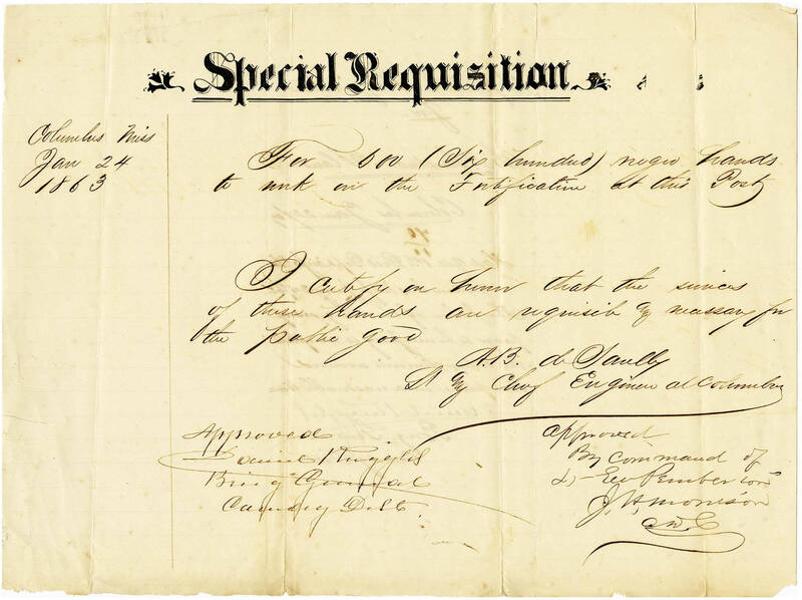 Special Requisition.
Columbus Miss
Jan 24
1863
For 600 (Six hundred) negro hands
to work on the Fortification at this Post
I certify on honor that the services
of these hands are requisite & necessary for
the public good
A.B. de Saulles
Lt & Chief Engineer at Columbus
Approved
Daniel Ruggles
Brig General
Comdg Dist.
approved
By command of
Lt Gen Pemberton
J. H. Morrison